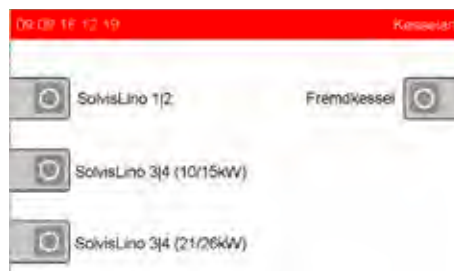 09.09.16 12:19
SolvisLino 1|2
Fremdkessel
SolvisLino 3|4 (10/15kW)
SolvisLino 3|4 (21/26kW)